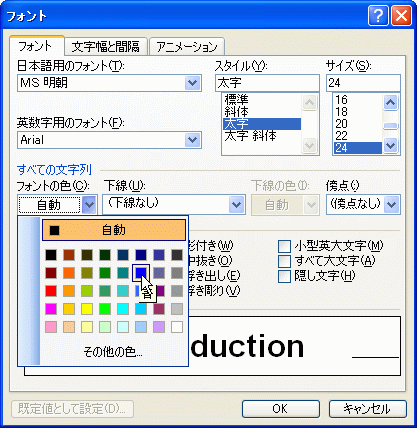 フォント
フォント 文字幅と間隔 アニメーション
日本語用のフォント(T): スタイル(Y): サイズ(S):
MS 明朝 太字 24
標準 16
斜体 18
英数字用のフォント(F): 太字 20
太字 斜体 22
Arial 24
すべての文字列
フォントの色(C): 下線(U): 下線の色(I): 傍点(:)
自動 (下線なし) 自動 (傍点なし)
自動
影付き(W) 小型英大文字(M)
中抜き(O) すべて大文字(A)
浮き出し(E) 隠し文字(H)
浮き彫り(V)
その他の色...
duction
既定値として設定(D)... OK キャンセル